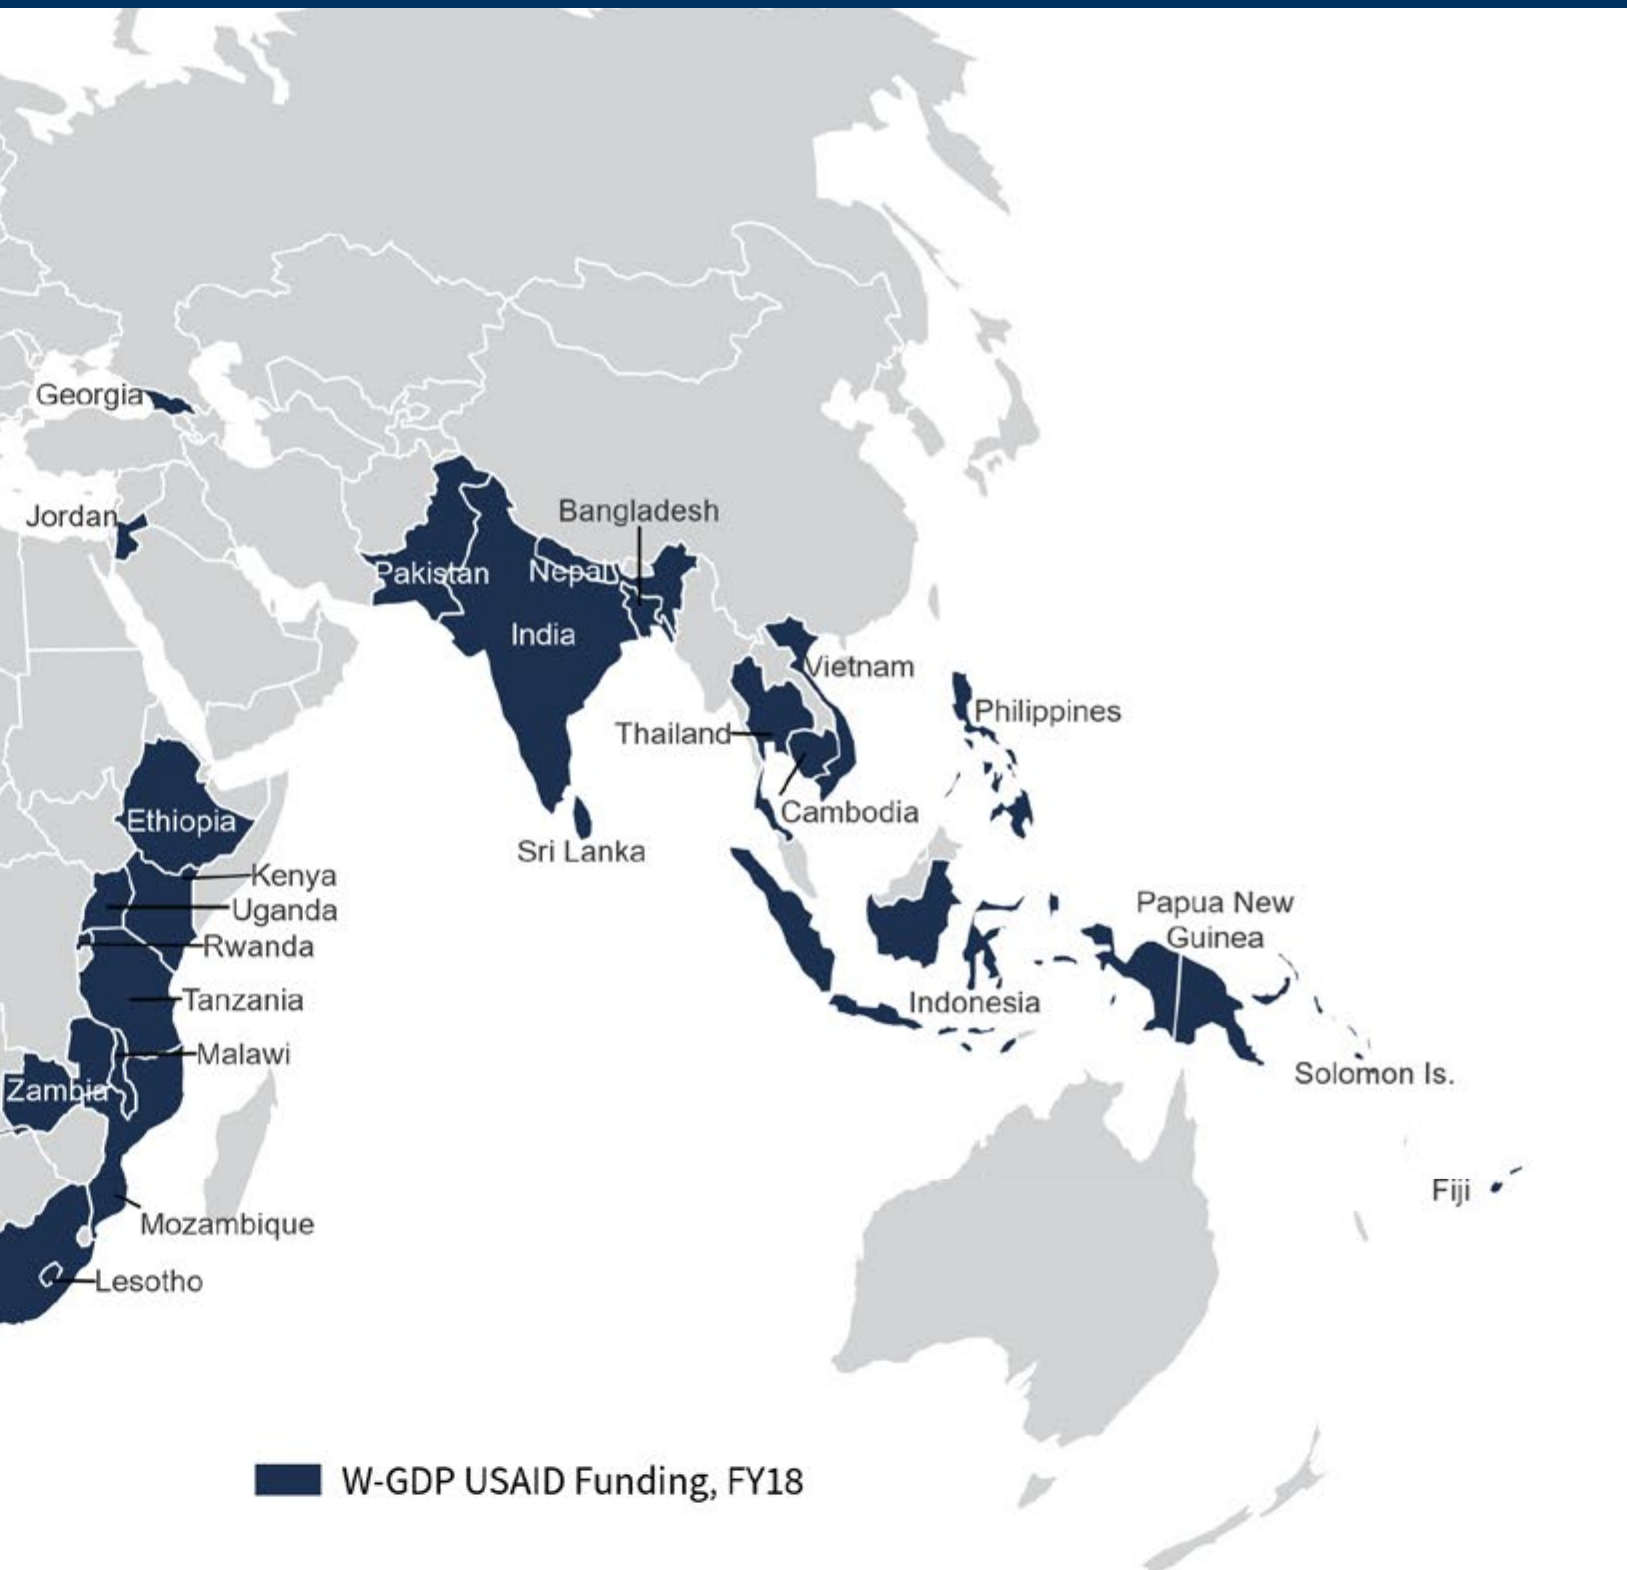 Georgia
Jordan
Bangladesh
Pakistan
Nepal
India
Vietnam
Philippines
Thailand
Cambodia
Ethiopia
Sri Lanka
Kenya
Uganda
Papua New
Guinea
Rwanda
Tanzania
Indonesia
Malawi
Solomon Is.
Zambia
Fiji
Mozambique
Lesotho
W-GDP USAID Funding, FY18